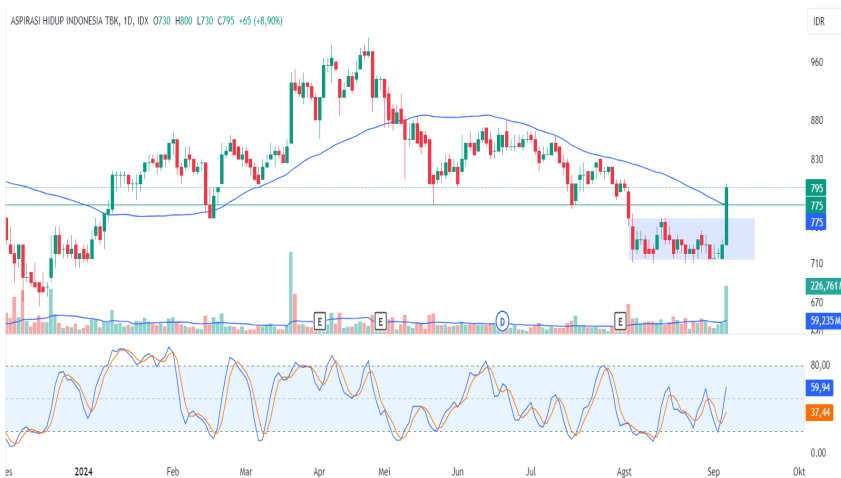 ASPIRASI HIDUP INDONESIA TBK, 1D, IDX O730 H800 L730 C795 +65 (+8,90%)
IDR
960
880
830
795
775
775
710
226,761M
670
E
E
D
E
59,235M
80,00
59,94
37,44
0.00
2024
Feb
Mar
Apr
Mei
Jun
Jul
Agst
Sep
Okt